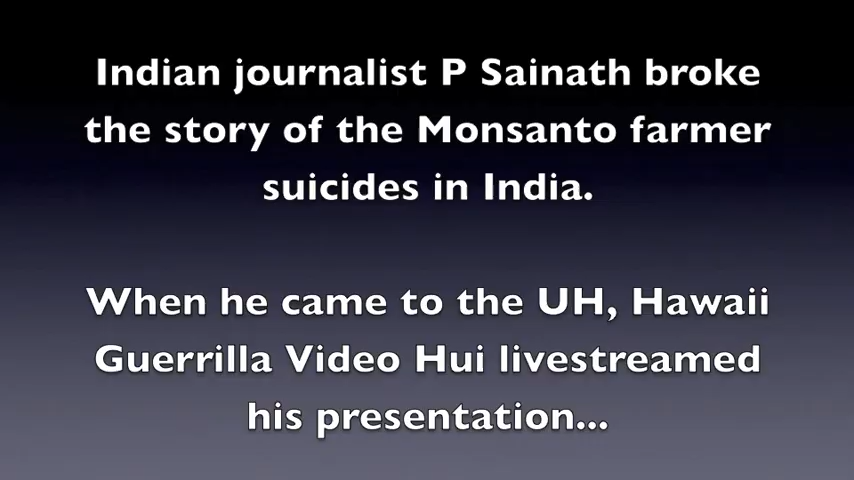 Indian journalist P Sainath broke
the story of the Monsanto farmer
suicides in India.
When he came to the UH, Hawaii
Guerrilla Video Hui livestreamed
his presentation...